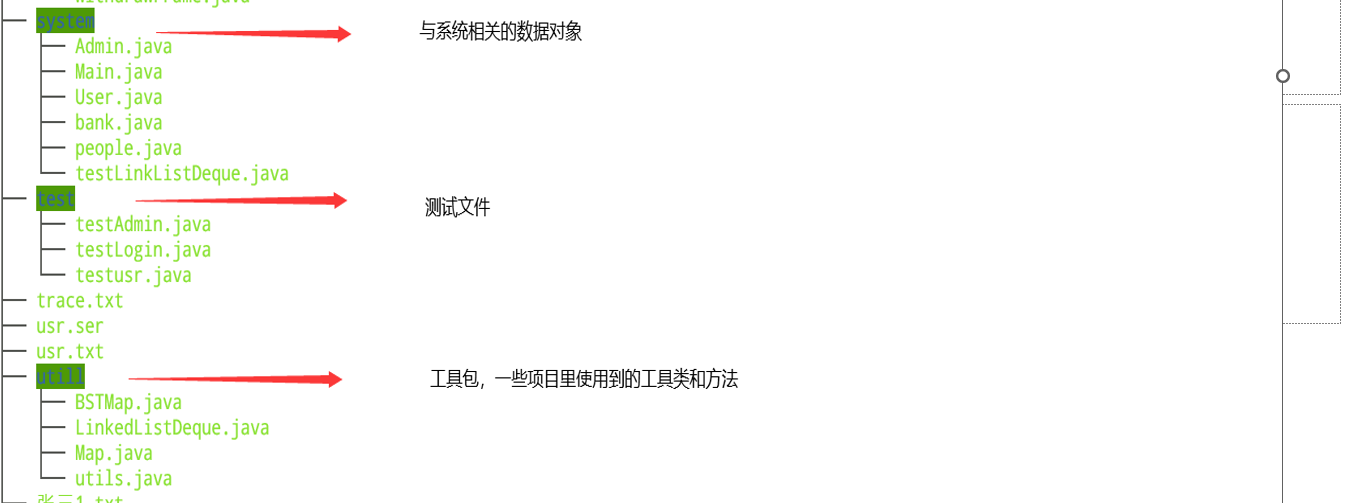 system
与系统相关的数据对象
Admin.java
Main.java
User.java
bank.java
people.java
testLinkListDeque.java
test
测试文件
testAdmin.java
testLogin.java
testusr.java
trace.txt
usr.ser
usr.txt
utill
工具包，一些项目里使用到的工具类和方法
BSTMap.java
LinkedListDeque.java
Map.java
utils.java